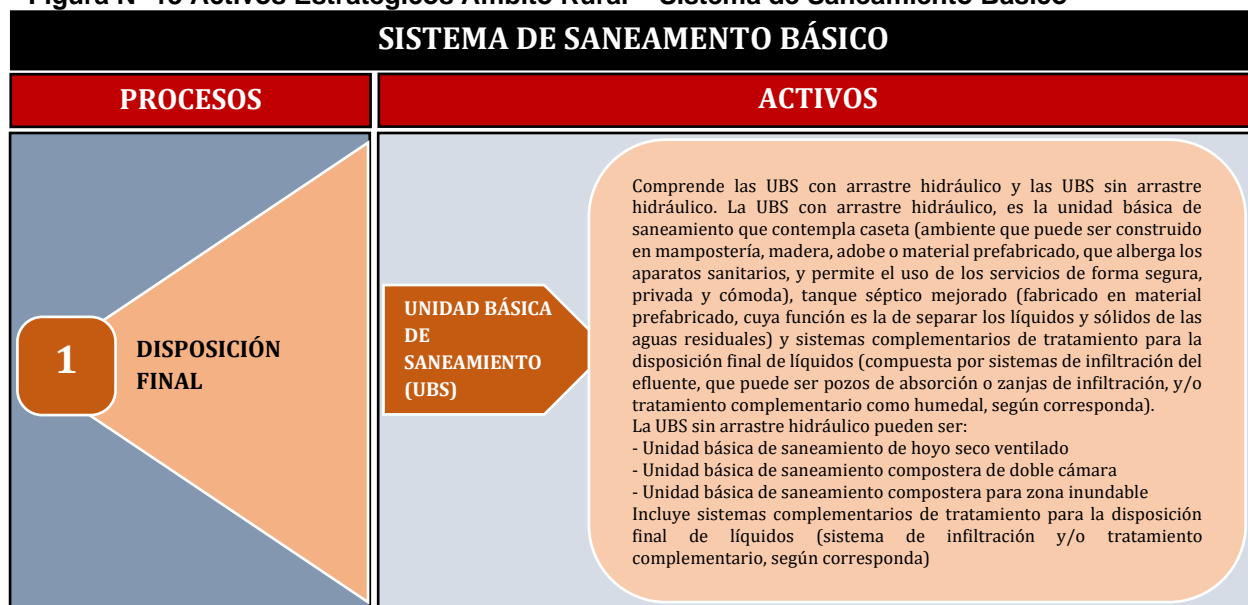 Figura N° 15 Activos Estratégicos Ámbito Rural – Sistema de Saneamiento Básico
SISTEMA DE SANEAMENTO BÁSICO
PROCESOS
ACTIVOS
1
DISPOSICIÓN
FINAL
UNIDAD BÁSICA
DE
SANEAMIENTO
(UBS)
Comprende las UBS con arrastre hidráulico y las UBS sin arrastre
hidráulico. La UBS con arrastre hidráulico, es la unidad básica de
saneamiento que contempla caseta (ambiente que puede ser construido
en mampostería, madera, adobe o material prefabricado, que alberga los
aparatos sanitarios, y permite el uso de los servicios de forma segura,
privada y cómoda), tanque séptico mejorado (fabricado en material
prefabricado, cuya función es la de separar los líquidos y sólidos de las
aguas residuales) y sistemas complementarios de tratamiento para la
disposición final de líquidos (compuesta por sistemas de infiltración del
efluente, que puede ser pozos de absorción o zanjas de infiltración, y/o
tratamiento complementario como humedal, según corresponda).
La UBS sin arrastre hidráulico pueden ser:
- Unidad básica de saneamiento de hoyo seco ventilado
- Unidad básica de saneamiento compostera de doble cámara
- Unidad básica de saneamiento compostera para zona inundable
Incluye sistemas complementarios de tratamiento para la disposición
final de líquidos (sistema de infiltración y/o tratamiento
complementario, según corresponda)